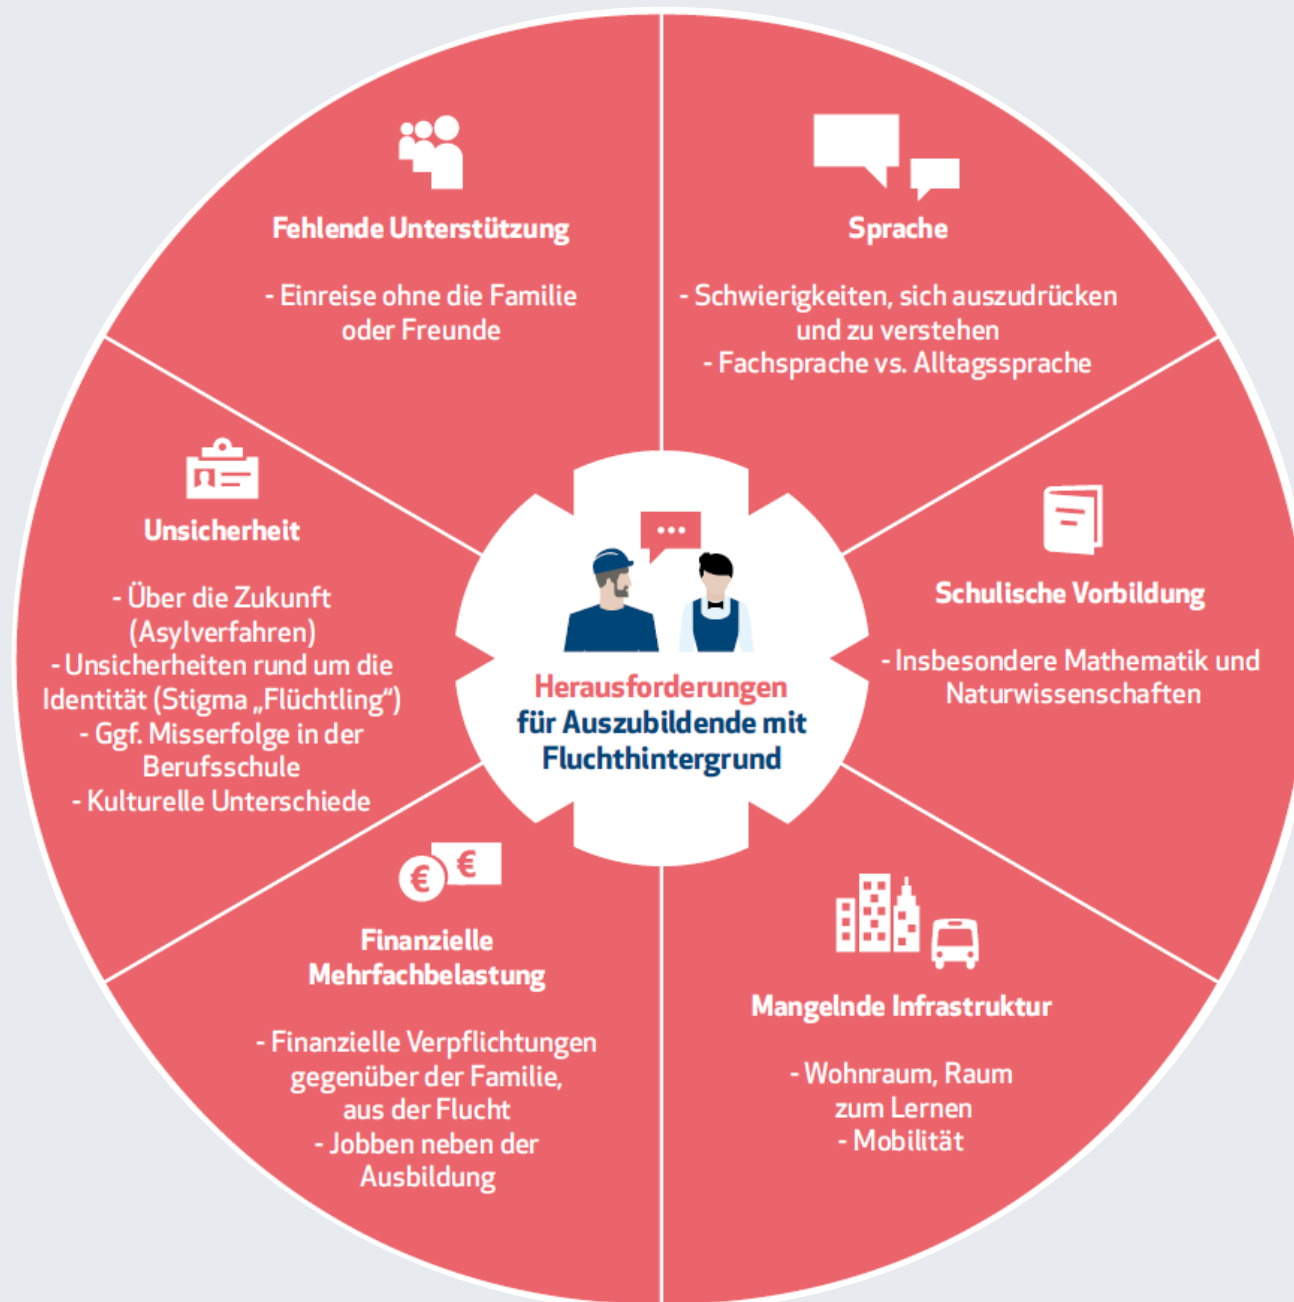 Fehlende Unterstützung
- Einreise ohne die Familie
oder Freunde
Sprache
- Schwierigkeiten, sich auszudrücken
und zu verstehen
- Fachsprache vs. Alltagssprache
Unsicherheit
- Über die Zukunft
(Asylverfahren)
- Unsicherheiten rund um die
Identität (Stigma „Flüchtling“)
- Ggf. Misserfolge in der
Berufsschule
- Kulturelle Unterschiede
Herausforderungen
für Auszubildende mit
Fluchthintergrund
Schulische Vorbildung
- Insbesondere Mathematik und
Naturwissenschaften
€ €
Finanzielle
Mehrfachbelastung
- Finanzielle Verpflichtungen
gegenüber der Familie,
aus der Flucht
- Jobben neben der
Ausbildung
Mangelnde Infrastruktur
- Wohnraum, Raum
zum Lernen
- Mobilität